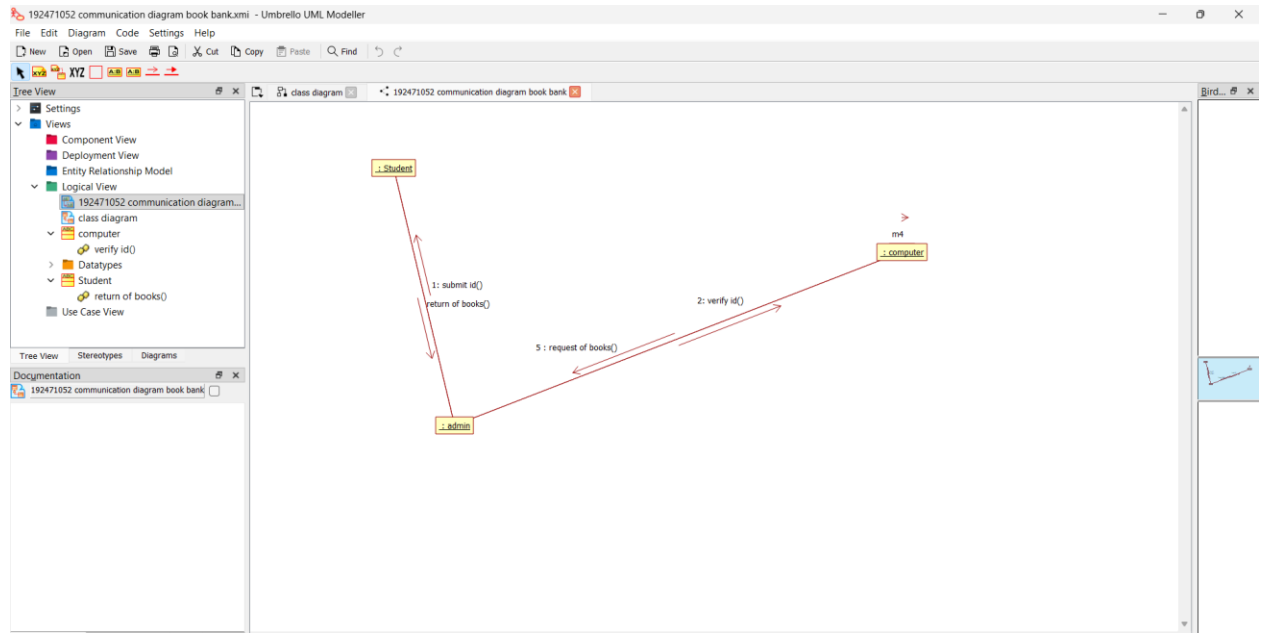 192471052 communication diagram book bank.xmi - Umbrello UML Modeller
File Edit Diagram Code Settings Help
New Open Save Cut Copy Paste Find
XYZ XYZ A:B A:B
Tree View
class diagram
192471052 communication diagram book bank
Bird...
Settings
Views
Component View
Deployment View
Entity Relationship Model
Logical View
192471052 communication diagram...
class diagram
computer
verify id()
Datatypes
Student
return of books()
Use Case View
Tree View Stereotypes Diagrams
Documentation
192471052 communication diagram book bank
: Student
m4
: computer
1: submit id()
return of books()
2: verify id()
5 : request of books()
: admin